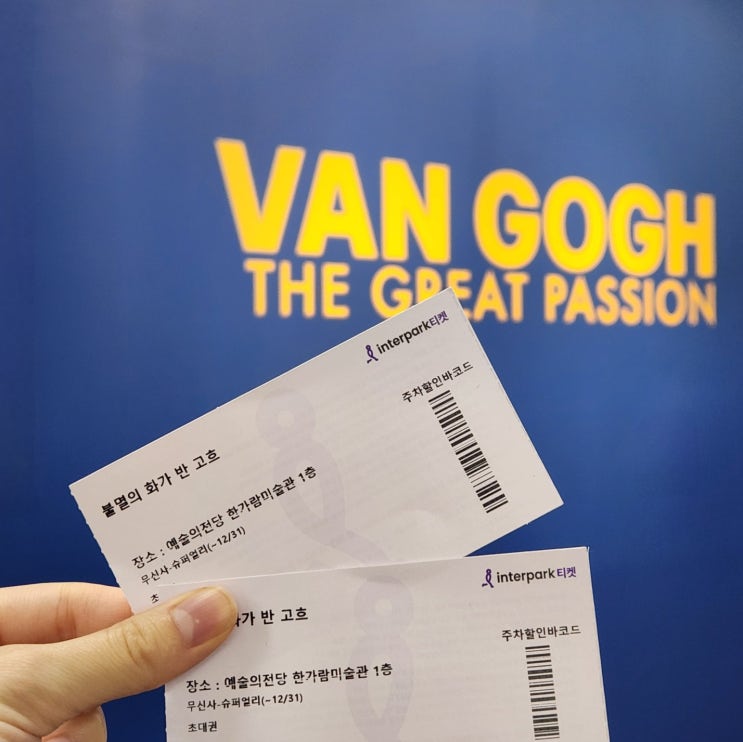 VAN GOGH
THE GREAT PASSION
interpark티켓
주차할인바코드
불멸의 화가 반 고흐
장소 : 예술의전당 한가람미술관 1층
무신사-슈퍼얼리(~12/31)
초
interpark티켓
주차할인바코드
화가 반 고흐
장소 : 예술의전당 한가람미술관 1층
무신사-슈퍼얼리(~12/31)
초대권